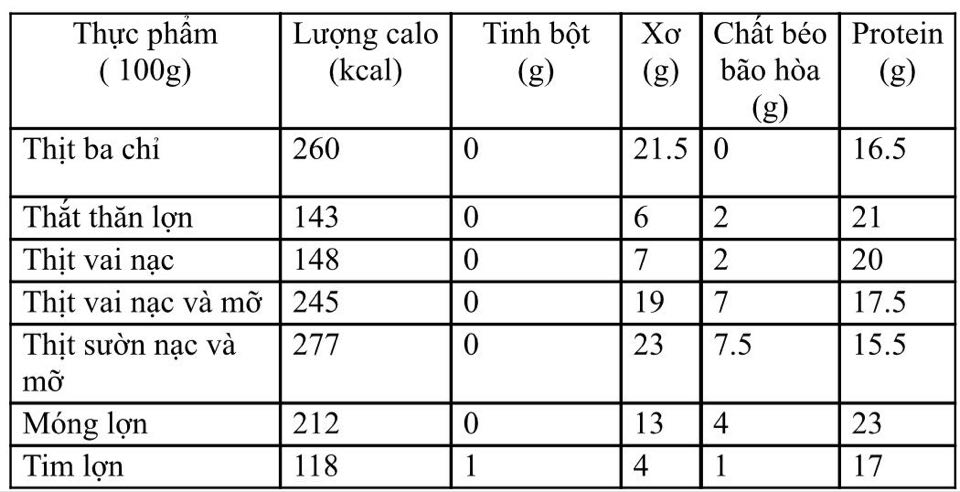 Thực phẩm ( 100g) Lượng calo (kcal) Tinh bột (g) Xơ (g) Chất béo bão hòa (g) Protein (g)
Thịt ba chỉ 260 0 21.5 0 16.5
Thắt thăn lợn 143 0 6 2 21
Thịt vai nạc 148 0 7 2 20
Thịt vai nạc và mỡ 245 0 19 7 17.5
Thịt sườn nạc và mỡ 277 0 23 7.5 15.5
Móng lợn 212 0 13 4 23
Tim lợn 118 1 4 1 17